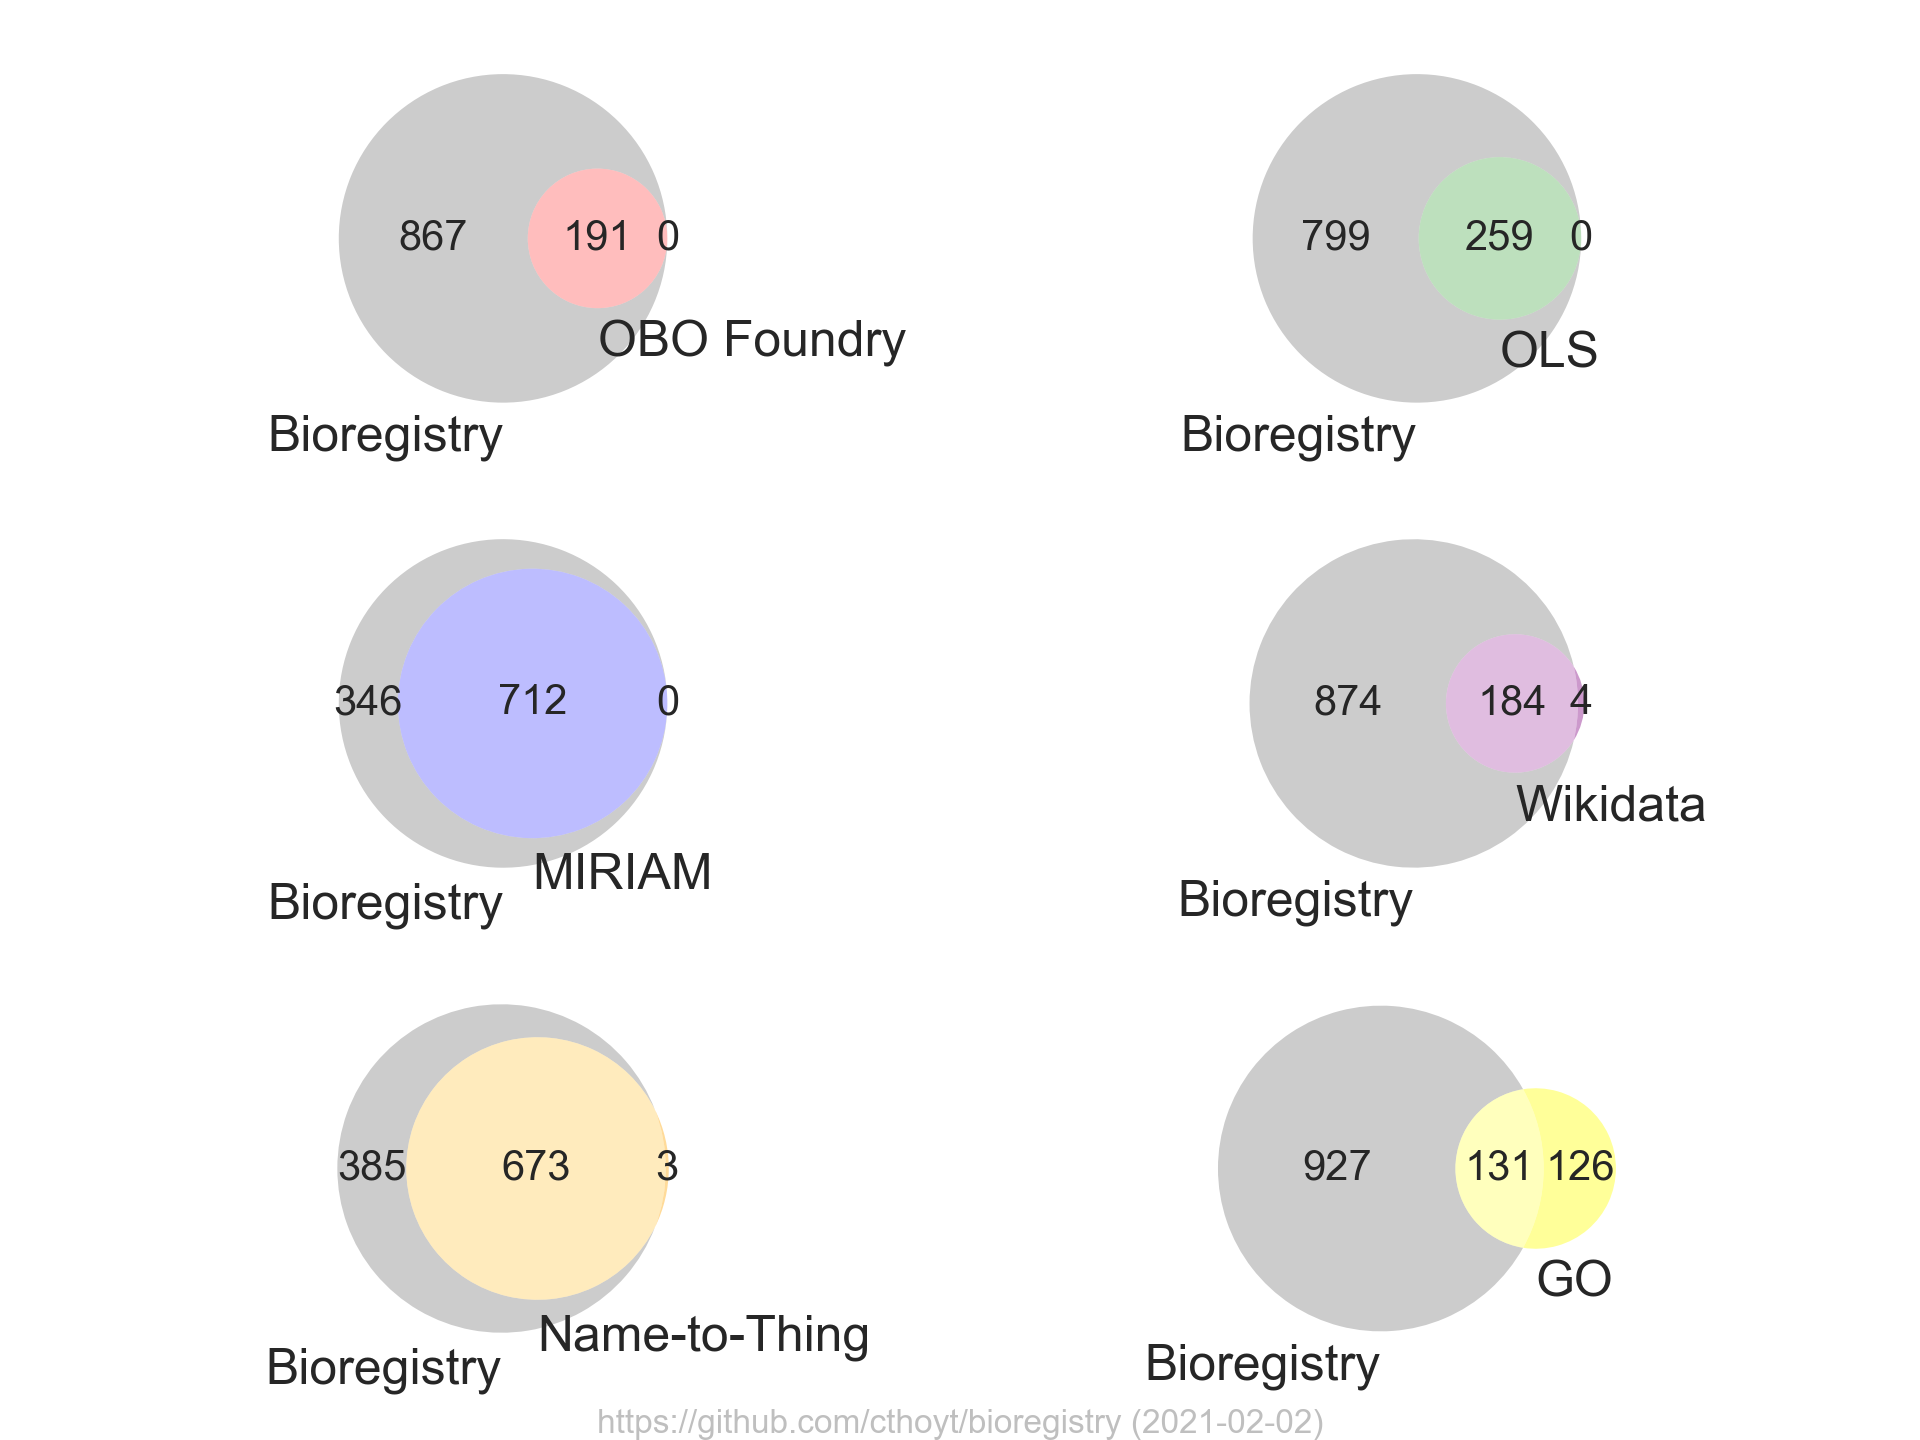 867 191 0
OBO Foundry
Bioregistry
799 259 0
OLS
Bioregistry
346 712 0
MIRIAM
Bioregistry
874 184 4
Wikidata
Bioregistry
385 673 3
Name-to-Thing
Bioregistry
927 131 126
GO
Bioregistry
https://github.com/cthoyt/bioregistry (2021-02-02)